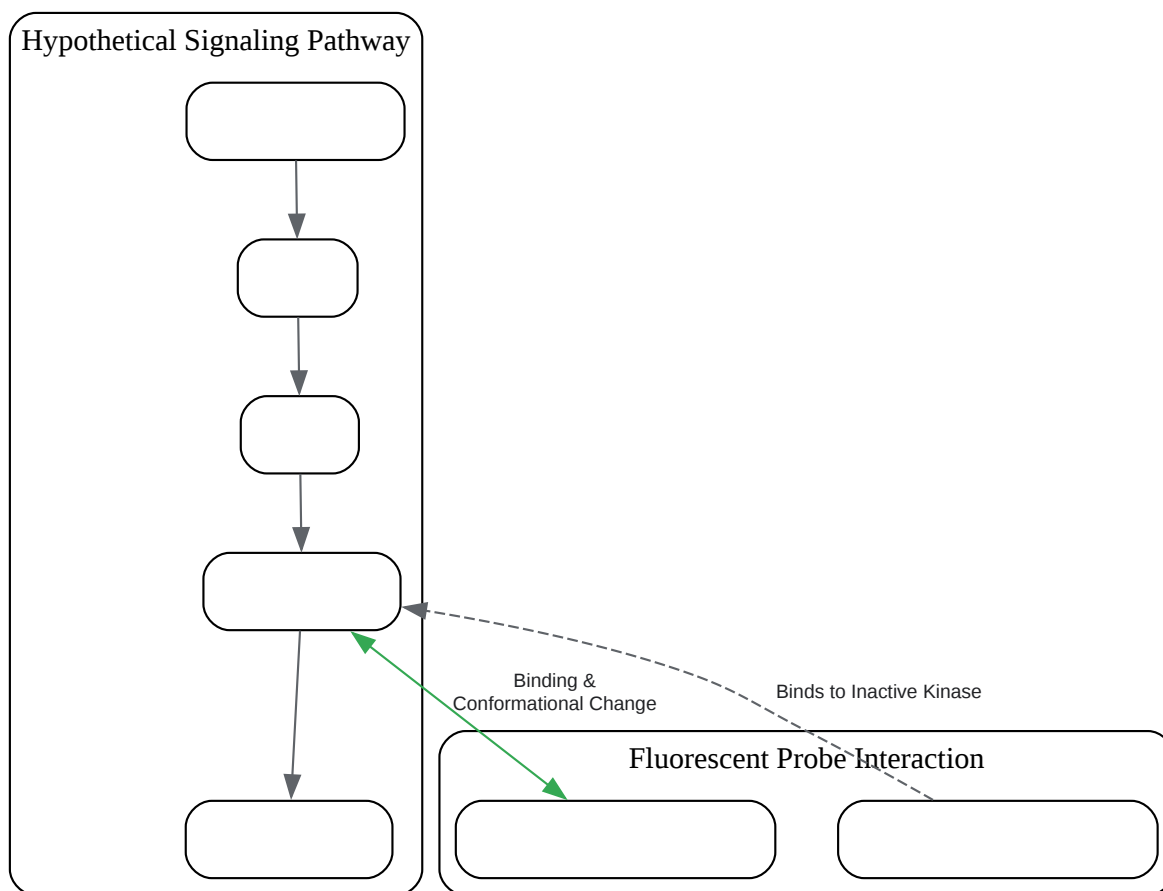 Hypothetical Signaling Pathway
Binding &
Conformational Change
Binds to Inactive Kinase
Fluorescent Probe Interaction